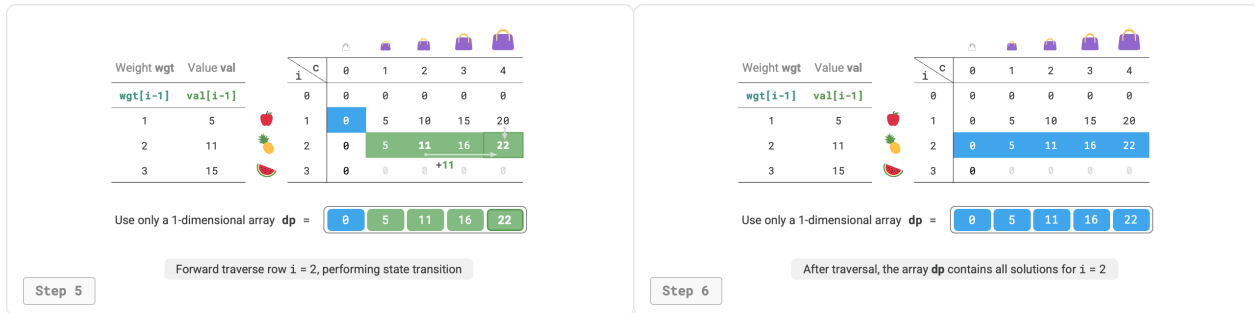 Weight wgt Value val i c 0 1 2 3 4
wgt[i-1] val[i-1] 0 0 0 0 0 0
1 5 1 0 5 10 15 20
2 11 2 0 5 11 16 22
+11
3 15 3 0 0 0 0 0
Use only a 1-dimensional array dp = 0 5 11 16 22
Forward traverse row i = 2, performing state transition
Step 5
Weight wgt Value val i c 0 1 2 3 4
wgt[i-1] val[i-1] 0 0 0 0 0 0
1 5 1 0 5 10 15 20
2 11 2 0 5 11 16 22
3 15 3 0 0 0 0 0
Use only a 1-dimensional array dp = 0 5 11 16 22
After traversal, the array dp contains all solutions for i = 2
Step 6